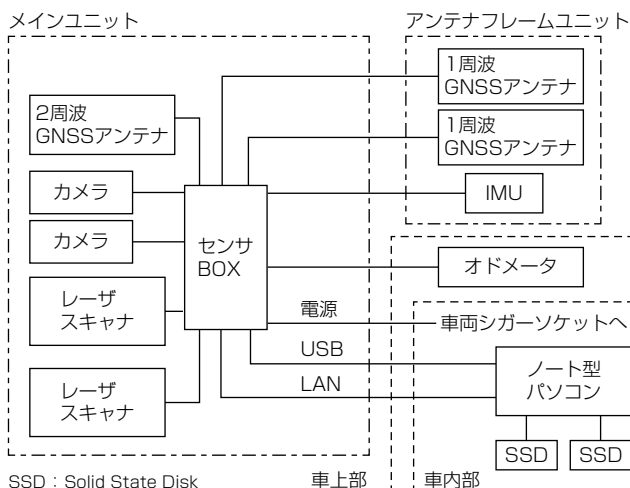 メインユニット
アンテナフレームユニット
1周波
GNSSアンテナ
2周波
GNSSアンテナ
1周波
GNSSアンテナ
カメラ
IMU
カメラ
センサ
BOX
オドメータ
レーザ
スキャナ
電源
車両シガーソケットへ
USB
ノート型
パソコン
LAN
レーザ
スキャナ
SSD
SSD
SSD：Solid State Disk
車上部
車内部